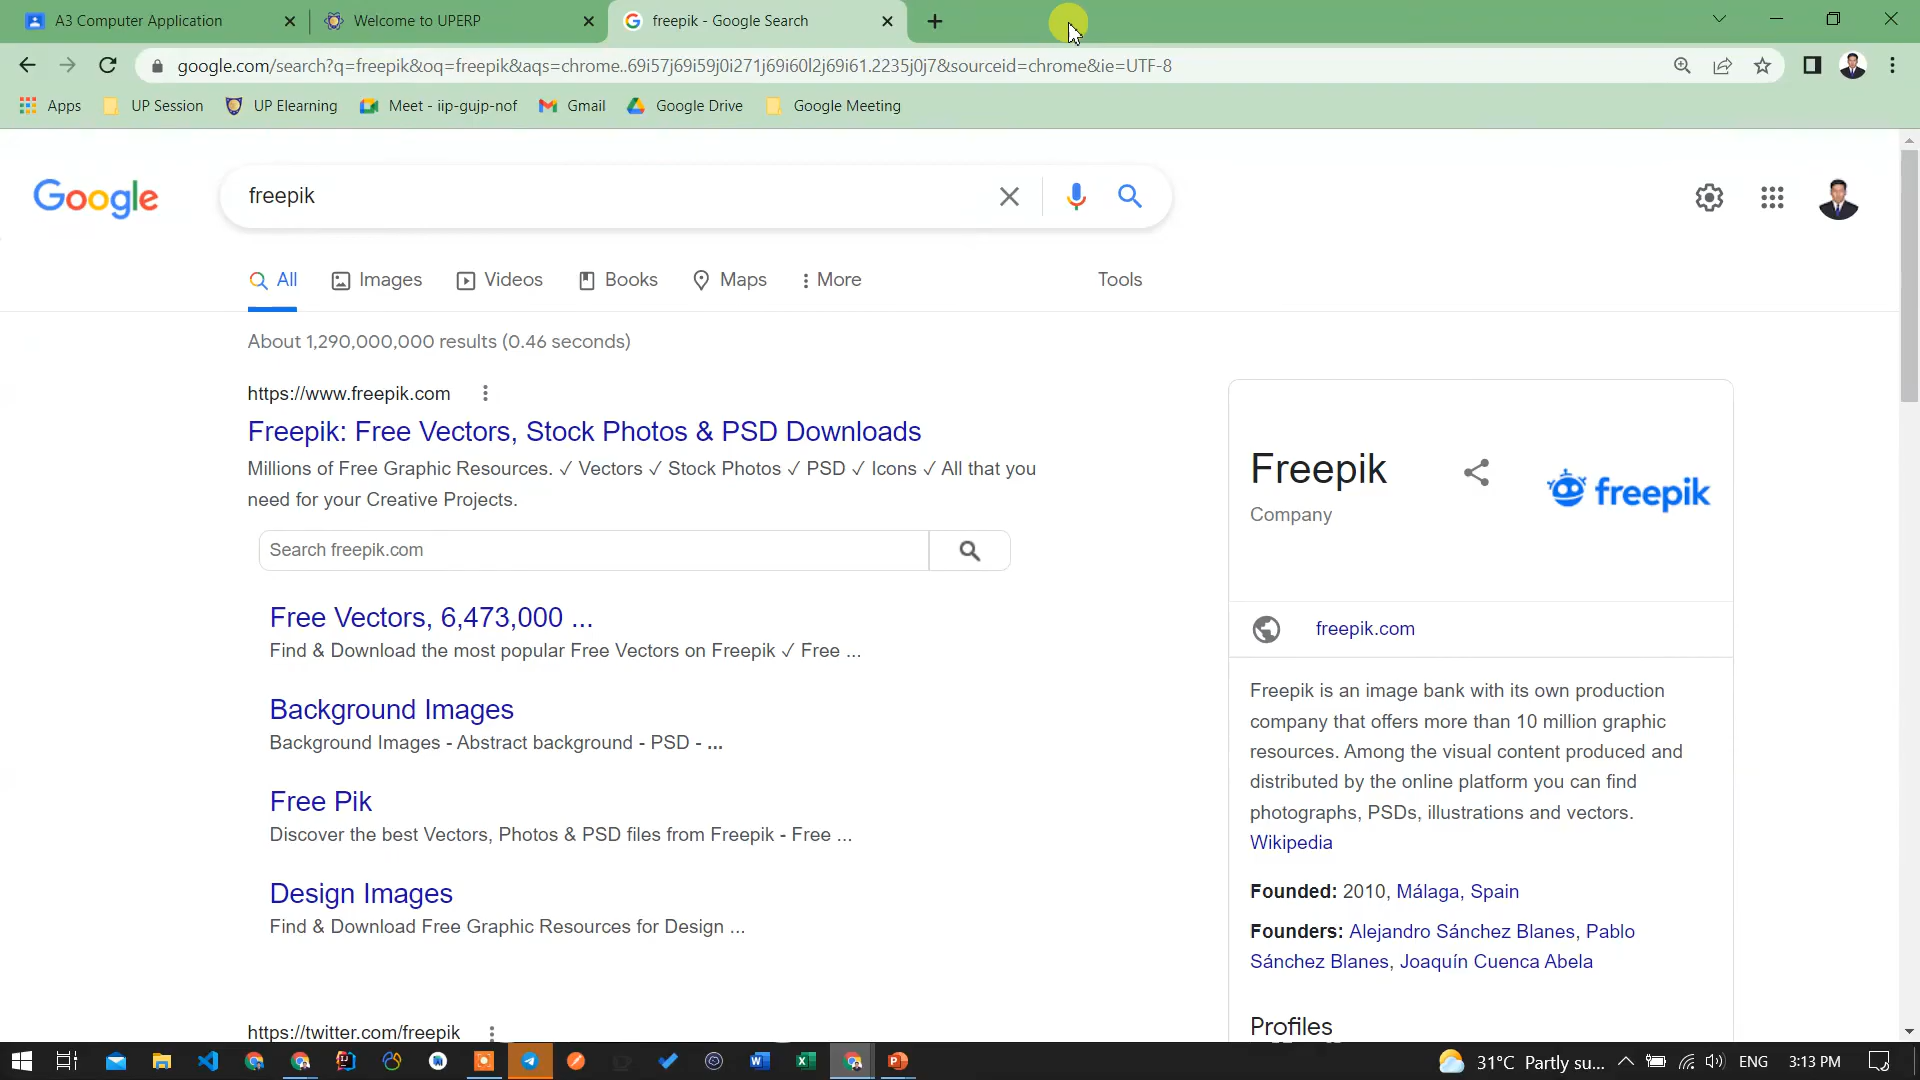 A3 Computer Application
Welcome to UPERP
freepik - Google Search
google.com/search?q=freepik&oq=freepik&aqs=chrome..69i57j69i59j0i271j69i60l2j69i61.2235j0j7&sourceid=chrome&ie=UTF-8
Apps
UP Session
UP Elearning
Meet - iip-gujp-nof
Gmail
Google Drive
Google Meeting
Google
freepik
All
Images
Videos
Books
Maps
More
Tools
About 1,290,000,000 results (0.46 seconds)
https://www.freepik.com
Freepik: Free Vectors, Stock Photos & PSD Downloads
Millions of Free Graphic Resources. ✓ Vectors ✓ Stock Photos ✓ PSD ✓ Icons ✓ All that you
need for your Creative Projects.
Search freepik.com
Free Vectors, 6,473,000 ...
Find & Download the most popular Free Vectors on Freepik ✓ Free ...
Background Images
Background Images - Abstract background - PSD - ...
Free Pik
Discover the best Vectors, Photos & PSD files from Freepik - Free ...
Design Images
Find & Download Free Graphic Resources for Design ...
https://twitter.com/freepik
Freepik
Company
freepik
freepik.com
Freepik is an image bank with its own production
company that offers more than 10 million graphic
resources. Among the visual content produced and
distributed by the online platform you can find
photographs, PSDs, illustrations and vectors.
Wikipedia
Founded: 2010, Málaga, Spain
Founders: Alejandro Sánchez Blanes, Pablo
Sánchez Blanes, Joaquín Cuenca Abela
Profiles
31°C Partly su...
ENG
3:13 PM